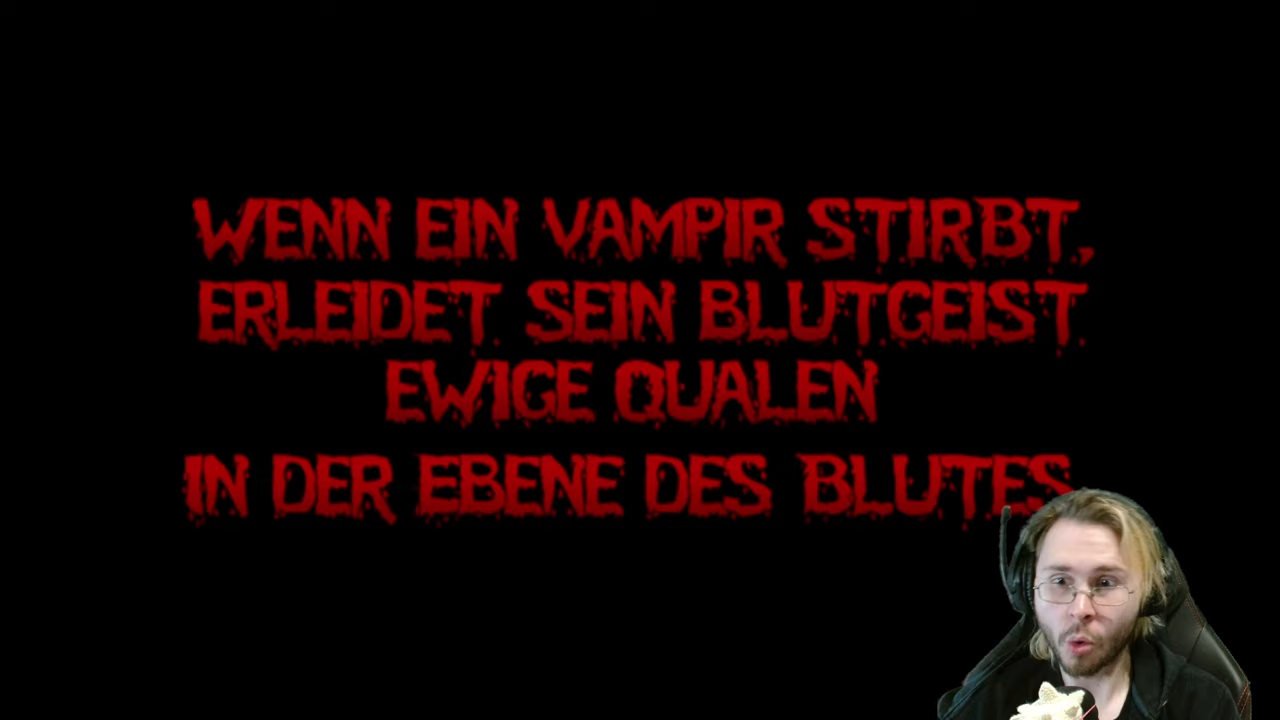 WENN EIN VAMPIR STIRBT,
ERLEIDET SEIN BLUTGEIST
EWIGE QUALEN
IN DER EBENE DES BLUTES